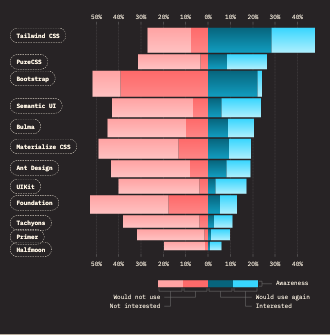 50% 40% 30% 20% 10% 0% 10% 20% 30% 40%
Tailwind CSS
PureCSS
Bootstrap
Semantic UI
Bulma
Materialize CSS
Ant Design
UIKit
Foundation
Tachyons
Primer
Halfmoon
50% 40% 30% 20% 10% 0% 10% 20% 30% 40%
Awareness
Would not use Would use again
Not interested Interested